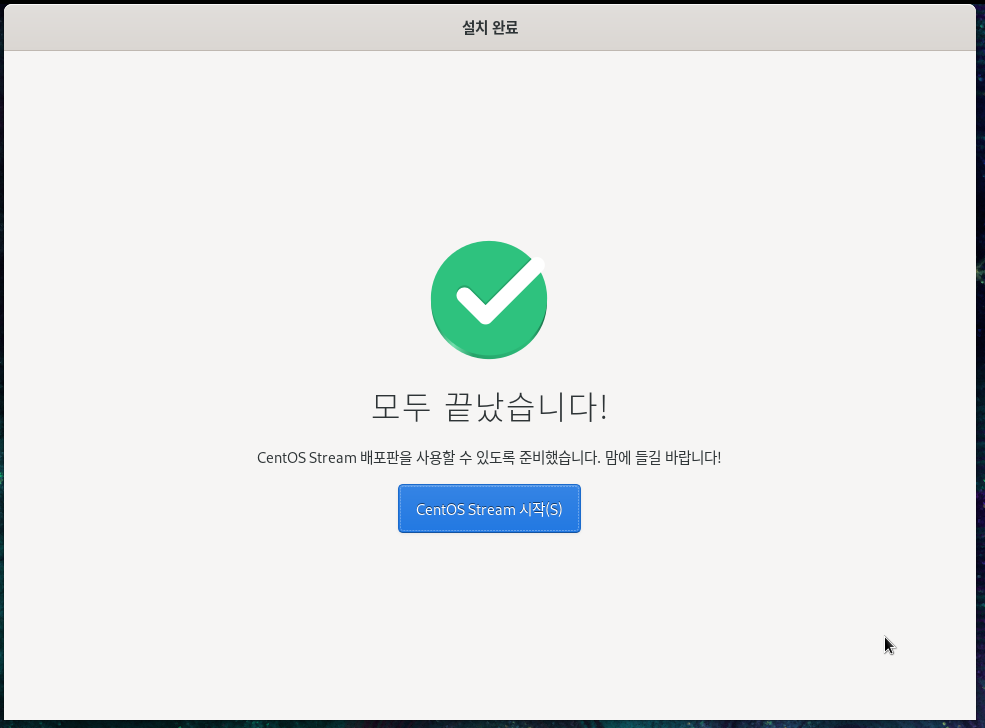 설치 완료
모두 끝났습니다!
CentOS Stream 배포판을 사용할 수 있도록 준비했습니다. 맘에 들길 바랍니다!
CentOS Stream 시작(S)